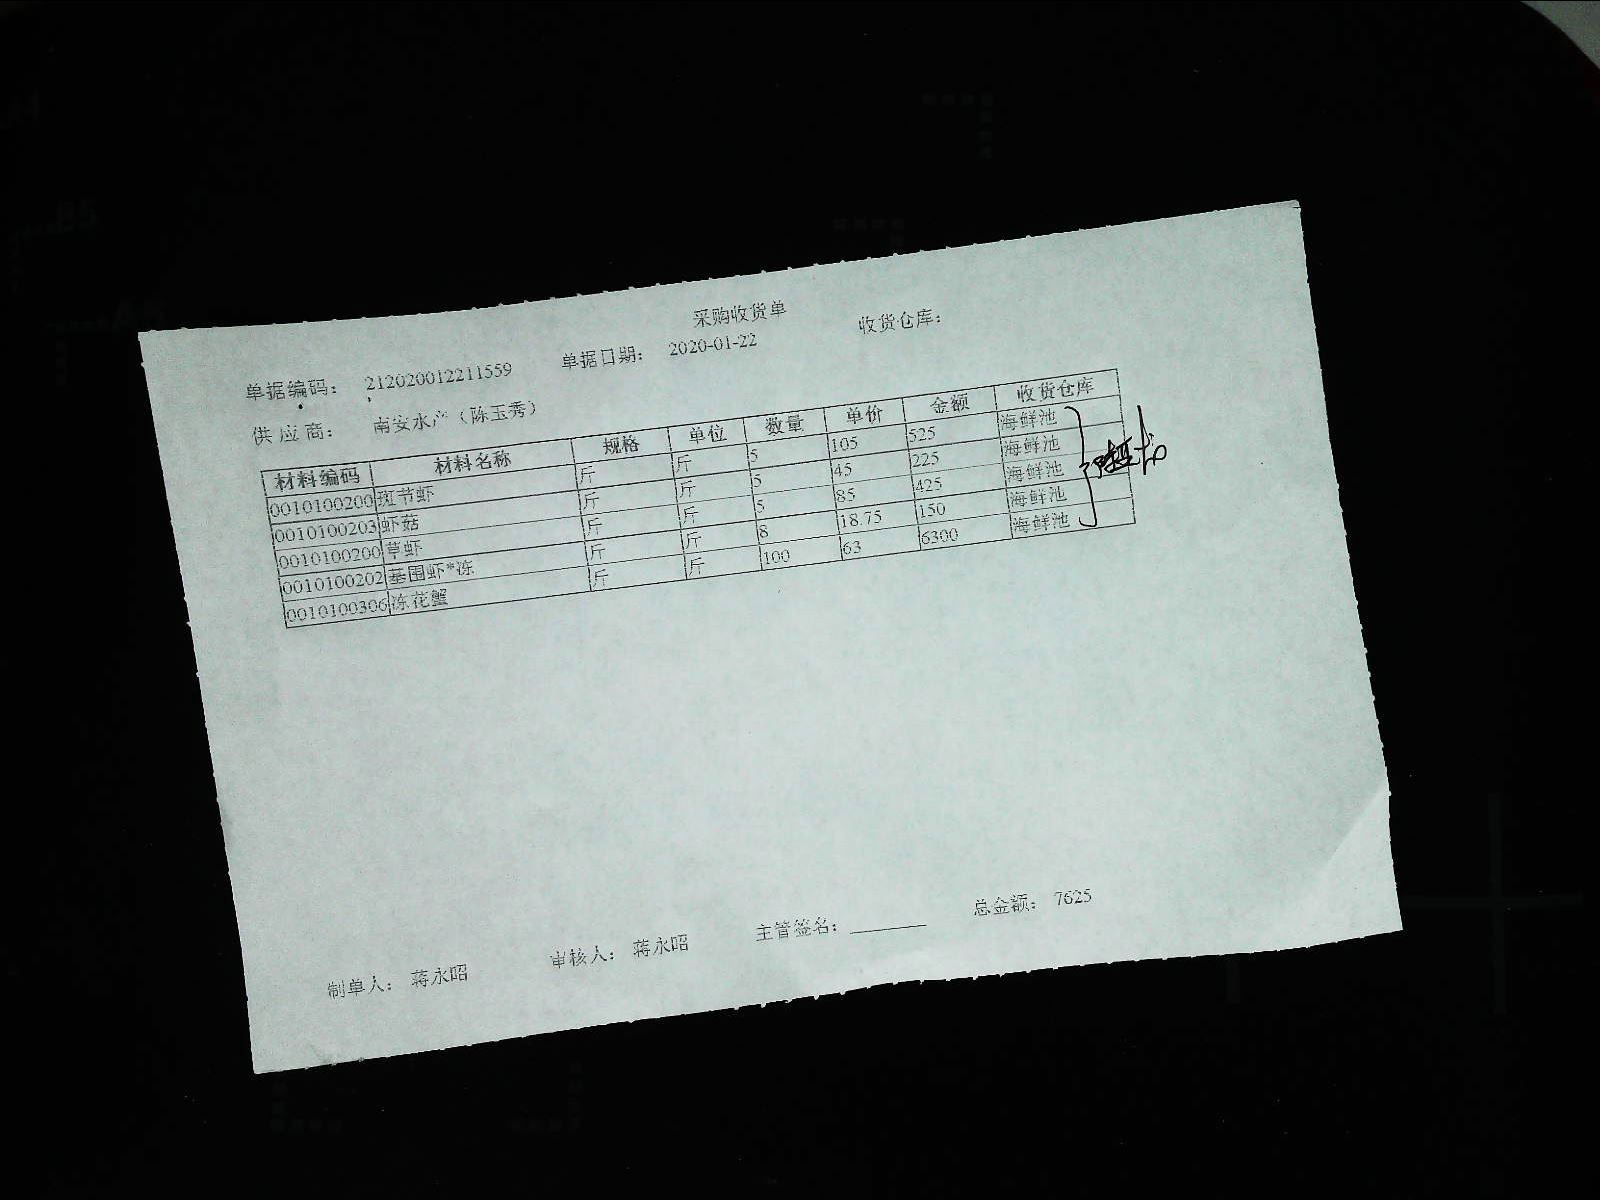 采购收货单
收货仓库：
单据编码： 212020012211559 单据日期： 2020-01-22
供应商： 南安水产（陈玉秀）
材料编码 材料名称 规格 单位 数量 单价 金额 收货仓库
0010100200 斑节虾 斤 斤 5 105 525 海鲜池
0010100203 虾菇 斤 斤 5 45 225 海鲜池
0010100200 草虾 斤 斤 5 85 425 海鲜池
0010100202 基围虾*冻 斤 斤 8 18.75 150 海鲜池
0010100306 冻花蟹 斤 斤 100 63 6300 海鲜池
制单人： 蒋永昭 审核人： 蒋永昭 主管签名： 总金额： 7625